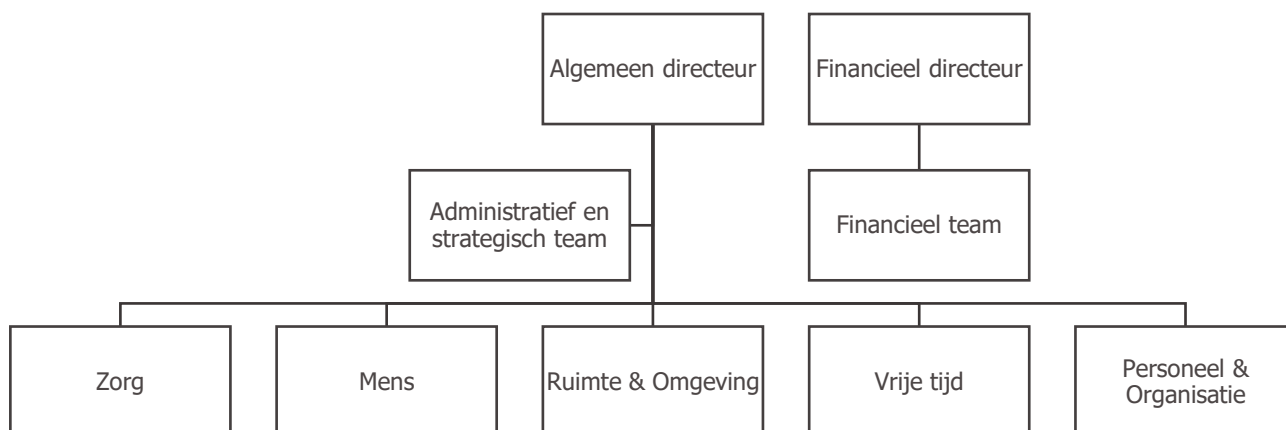 Algemeen directeur
Financieel directeur
Administratief en
strategisch team
Financieel team
Zorg
Mens
Ruimte & Omgeving
Vrije tijd
Personeel &
Organisatie